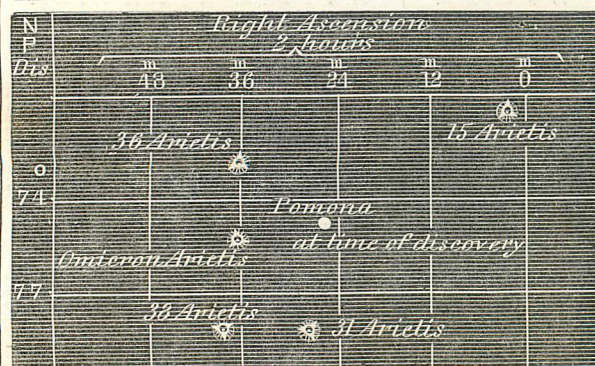 Right Ascension
2 hours
N
P
Dis
m m m m m
48 36 24 12 0
15 Arietis
36 Arietis
o
74
Pomona
at time of discovery
Omicron Arietis
77
38 Arietis
31 Arietis